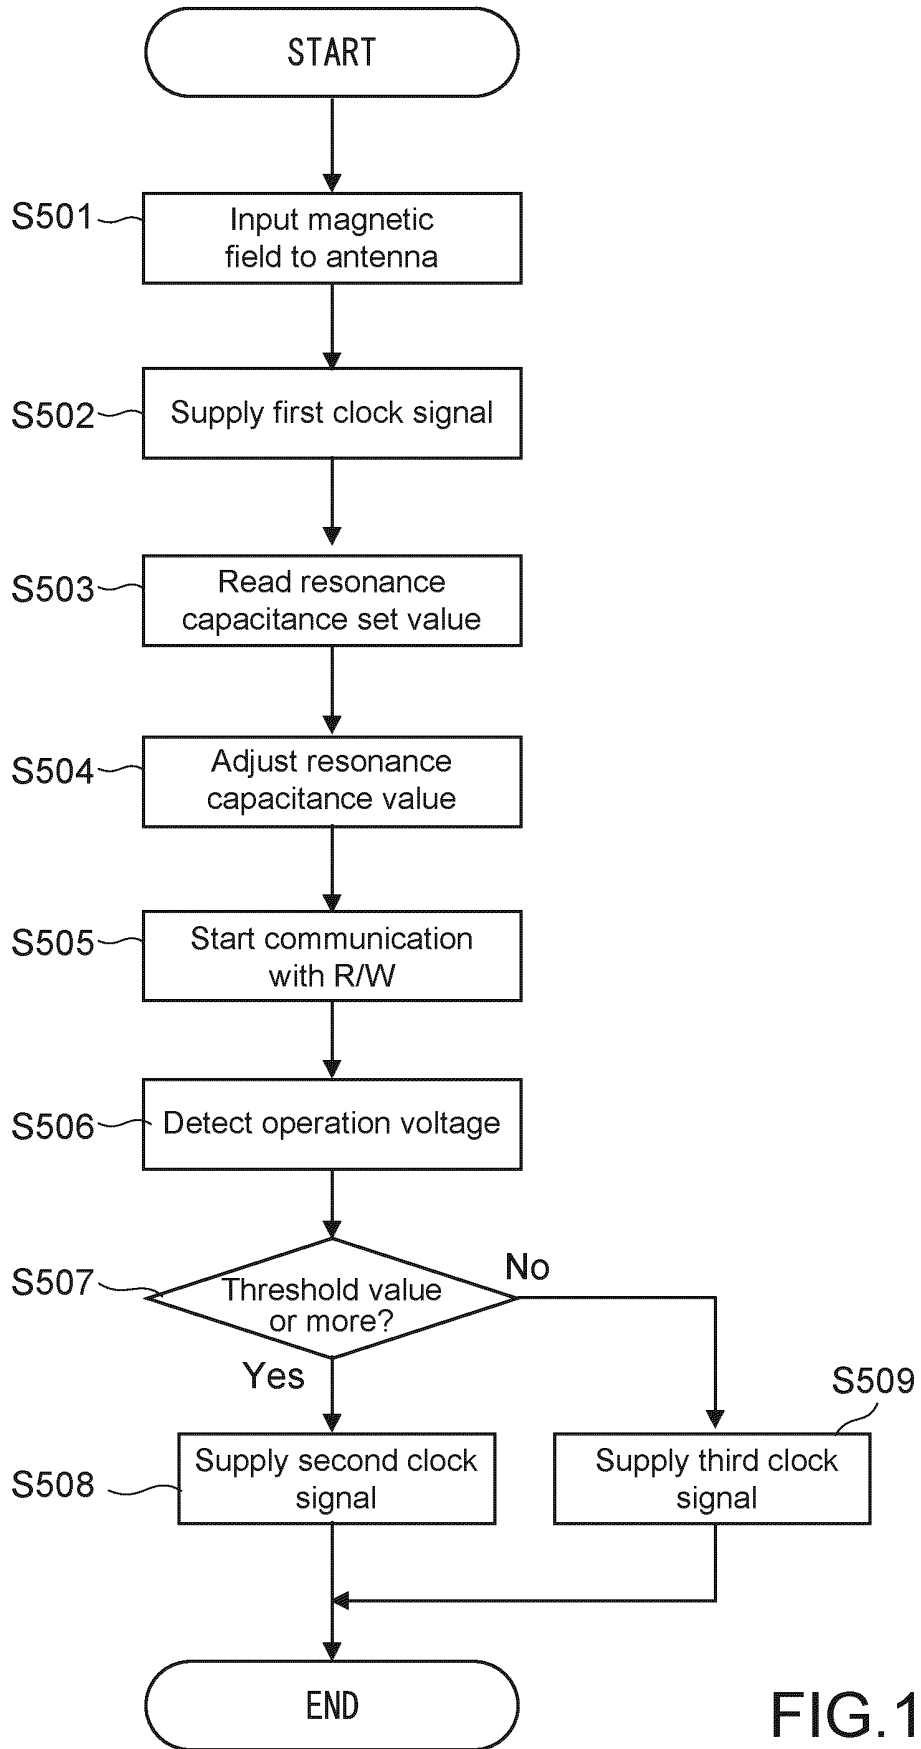 START
S501
Input magnetic
field to antenna
S502
Supply first clock signal
S503
Read resonance
capacitance set value
S504
Adjust resonance
capacitance value
S505
Start communication
with R/W
S506
Detect operation voltage
S507
Threshold value
or more?
No
Yes
S508
Supply second clock
signal
S509
Supply third clock
signal
END
FIG.1